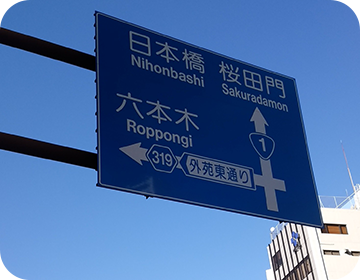 日本橋 桜田門
Nihonbashi Sakuradamon
六本木
Roppongi
1
319 外苑東通り